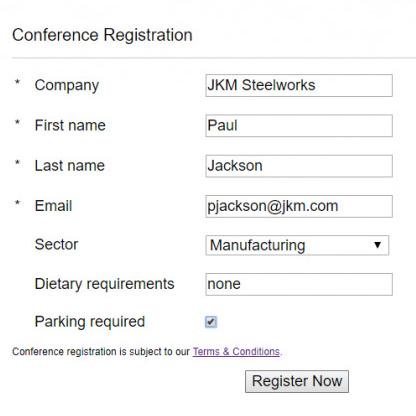 Conference Registration
* Company JKM Steelworks
* First name Paul
* Last name Jackson
* Email pjackson@jkm.com
Sector Manufacturing
Dietary requirements none
Parking required
Conference registration is subject to our Terms & Conditions.
Register Now